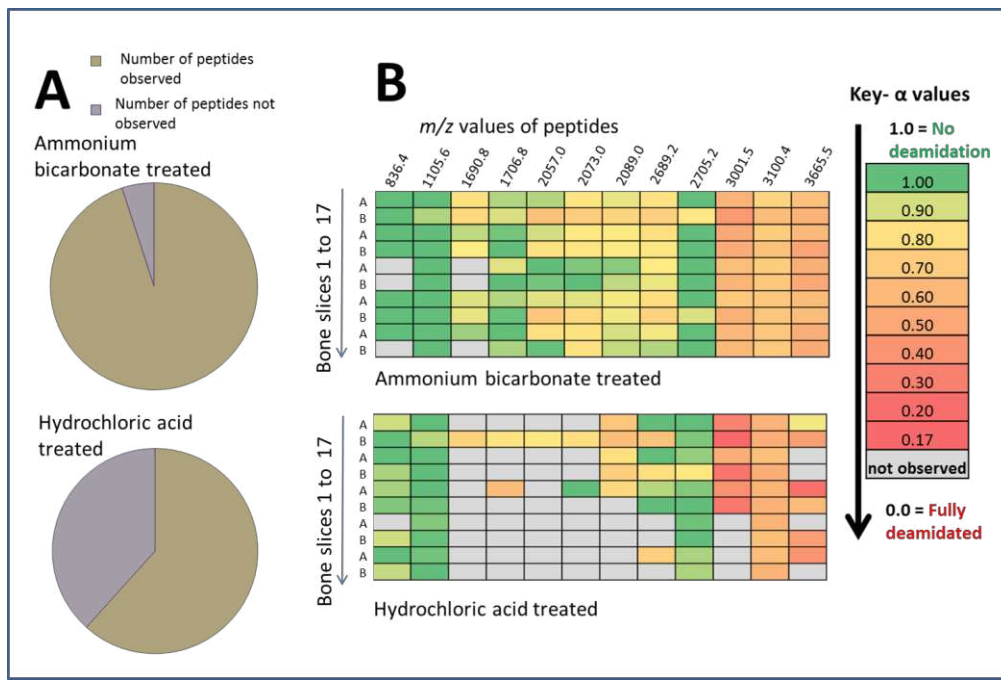 A
Number of peptides
observed
Number of peptides not
observed
Ammonium
bicarbonate treated
Hydrochloric acid
treated
B
m/z values of peptides
836.4
1105.6
1690.8
1706.8
2057.0
2073.0
2089.0
2689.2
2705.2
3001.5
3100.4
3665.5
Bone slices 1 to 17
A
B
A
B
A
B
A
B
A
B
Ammonium bicarbonate treated
Bone slices 1 to 17
A
B
A
B
A
B
A
B
A
B
Hydrochloric acid treated
Key- α values
1.0 = No
deamidation
1.00
0.90
0.80
0.70
0.60
0.50
0.40
0.30
0.20
0.17
not observed
0.0 = Fully
deamidated